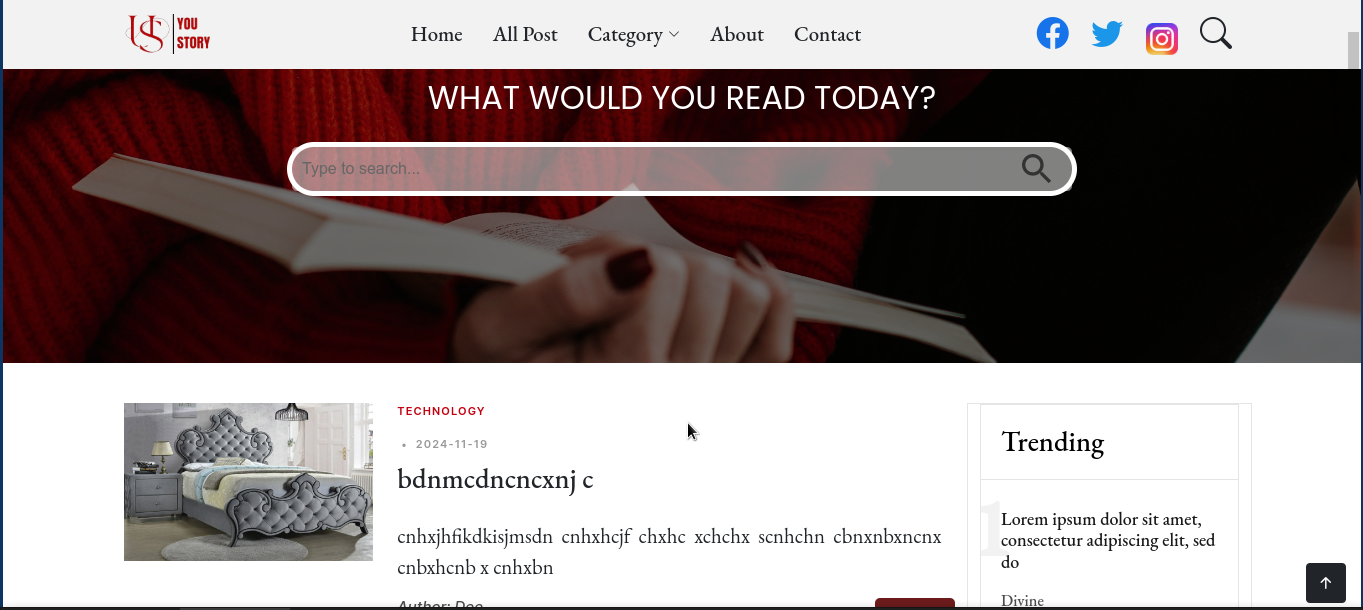 US YOU
STORY
Home All Post Category About Contact
WHAT WOULD YOU READ TODAY?
Type to search...
TECHNOLOGY
• 2024-11-19
bdnmcdncncxnj c
cnhxjhfikdkisjmsdn cnhxhcjf chxhc xchchx scnhchn cbnxnbxncnx
cnbxhcnb x cnhxbn
Author: Doe
Trending
1
Lorem ipsum dolor sit amet,
consectetur adipiscing elit, sed
do
Divine